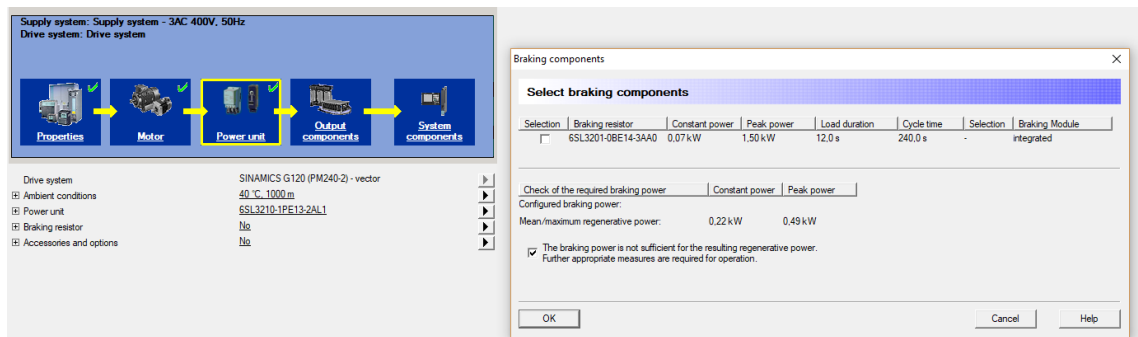 Supply system: Supply system - 3AC 400V, 50Hz
Drive system: Drive system
Properties
Motor
Power unit
Output components
System components
Drive system SINAMICS G120 (PM240-2) - vector
Ambient conditions 40 °C, 1000 m
Power unit 6SL3210-1PE13-2AL1
Braking resistor No
Accessories and options No
Braking components
Select braking components
Selection Braking resistor Constant power Peak power Load duration Cycle time Selection Braking Module
6SL3201-0BE14-3AA0 0,07 kW 1,50 kW 12,0 s 240,0 s - integrated
Check of the required braking power Constant power Peak power
Configured braking power:
Mean/maximum regenerative power: 0,22 kW 0,49 kW
The braking power is not sufficient for the resulting regenerative power.
Further appropriate measures are required for operation.
OK Cancel Help